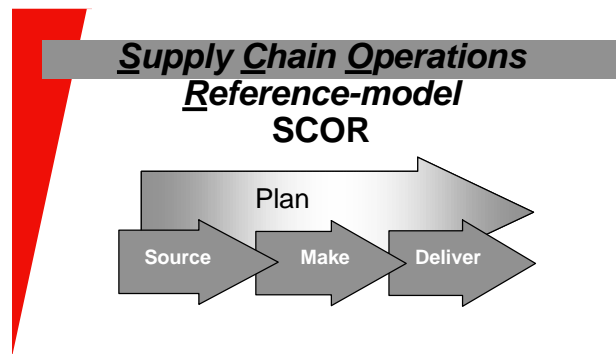 Supply Chain Operations
Reference-model
SCOR
Plan
Source Make Deliver